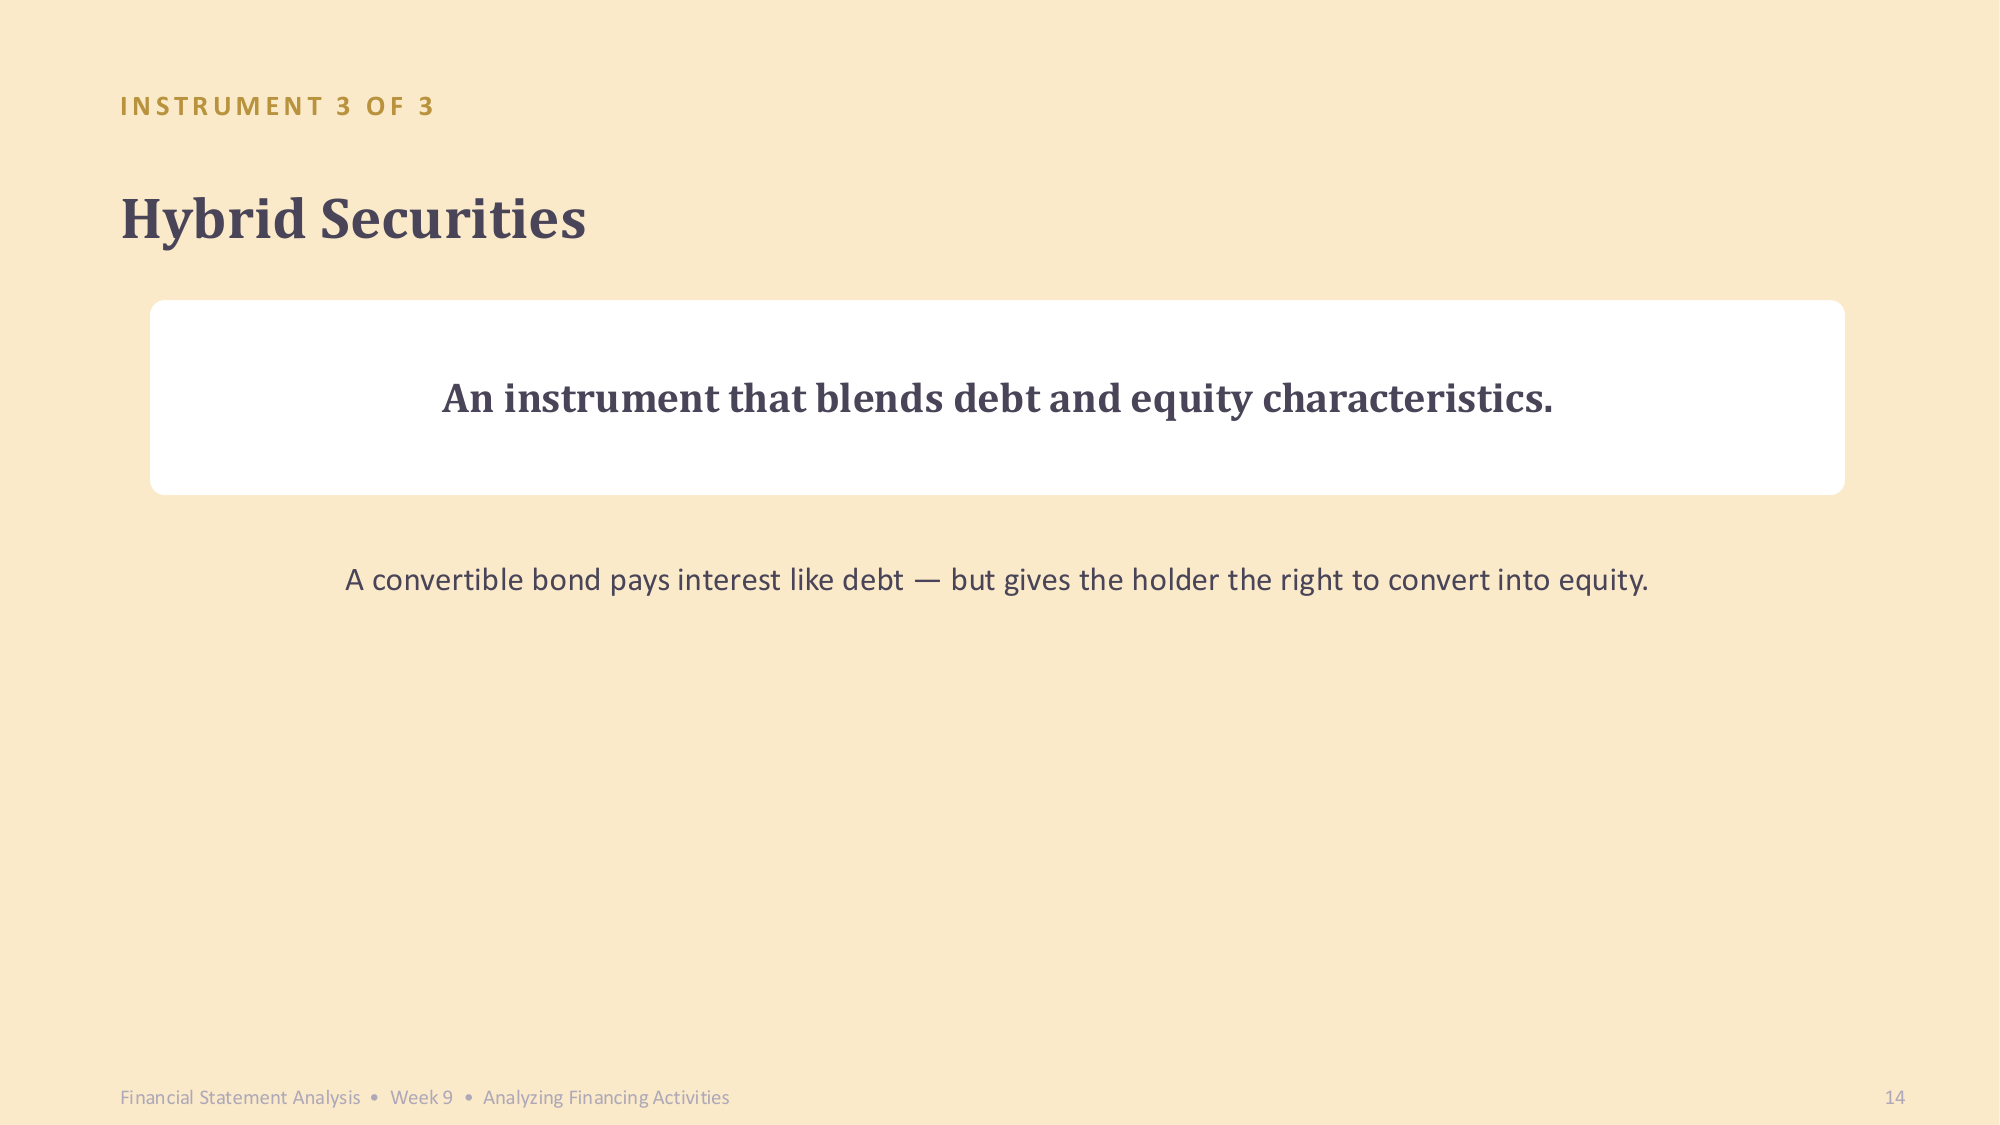 INSTRUMENT 3 OF 3
Hybrid Securities
An instrument that blends debt and equity characteristics.
A convertible bond pays interest like debt — but gives the holder the right to convert into equity.
Financial Statement Analysis • Week 9 • Analyzing Financing Activities
14